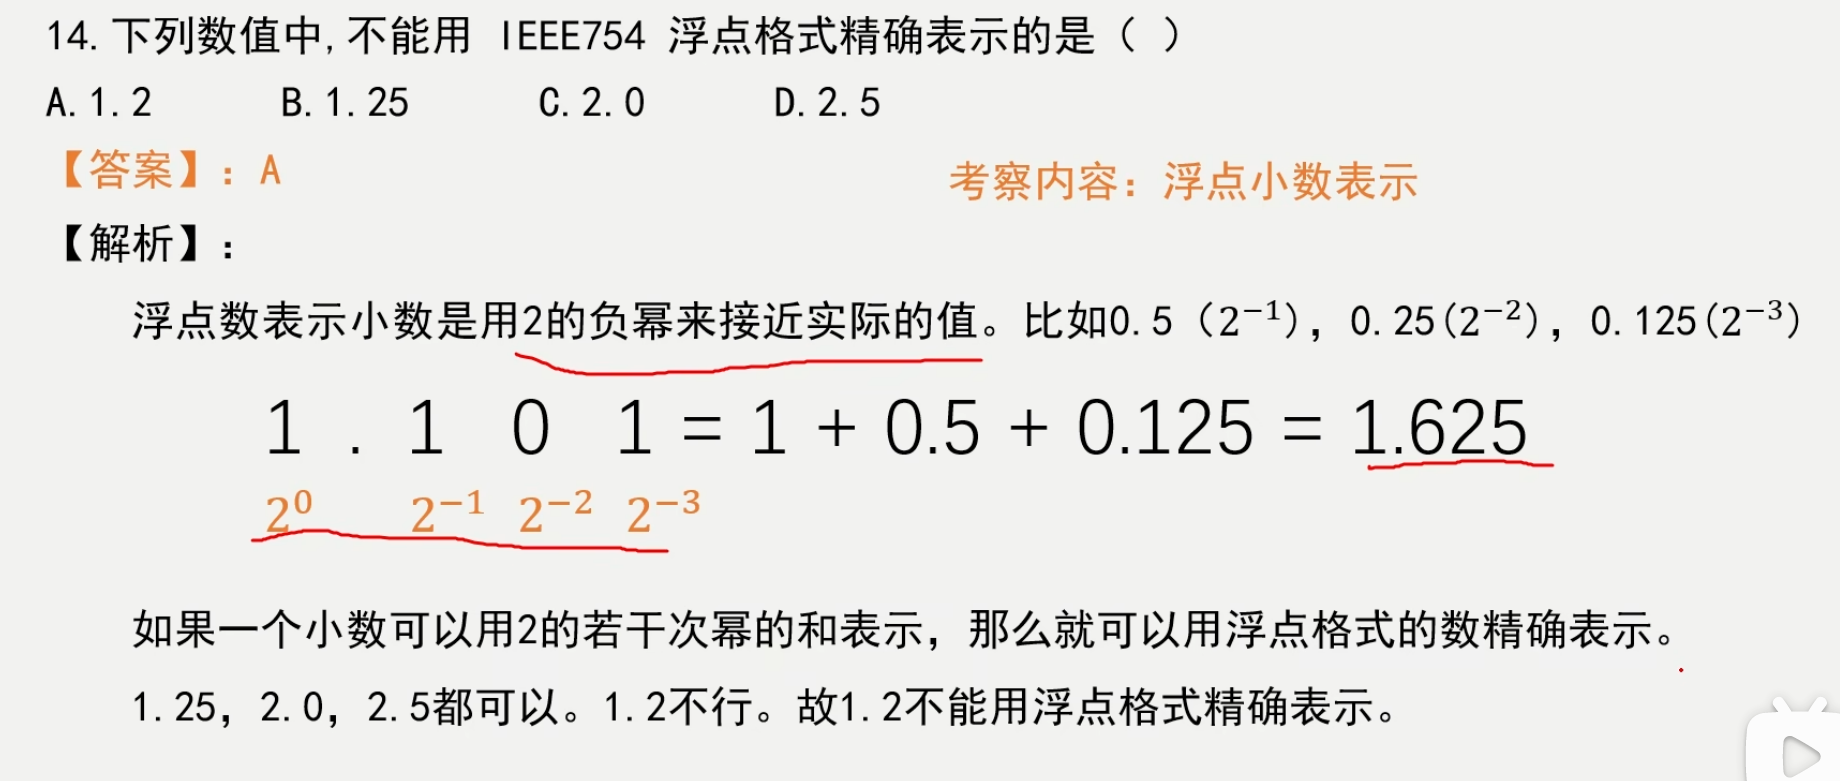 14. 下列数值中, 不能用 IEEE754 浮点格式精确表示的是（ ）
A. 1. 2 B. 1. 25 C. 2. 0 D. 2. 5
【答案】: A
考察内容: 浮点小数表示
【解析】:
浮点数表示小数是用2的负幂来接近实际的值。比如0. 5（2⁻¹）, 0. 25(2⁻²), 0. 125(2⁻³)
1 . 1 0 1 = 1 + 0.5 + 0.125 = 1.625
2⁰ 2⁻¹ 2⁻² 2⁻³
如果一个小数可以用2的若干次幂的和表示, 那么就可以用浮点格式的数精确表示。
1. 25, 2. 0, 2. 5都可以。1. 2不行。故1. 2不能用浮点格式精确表示。